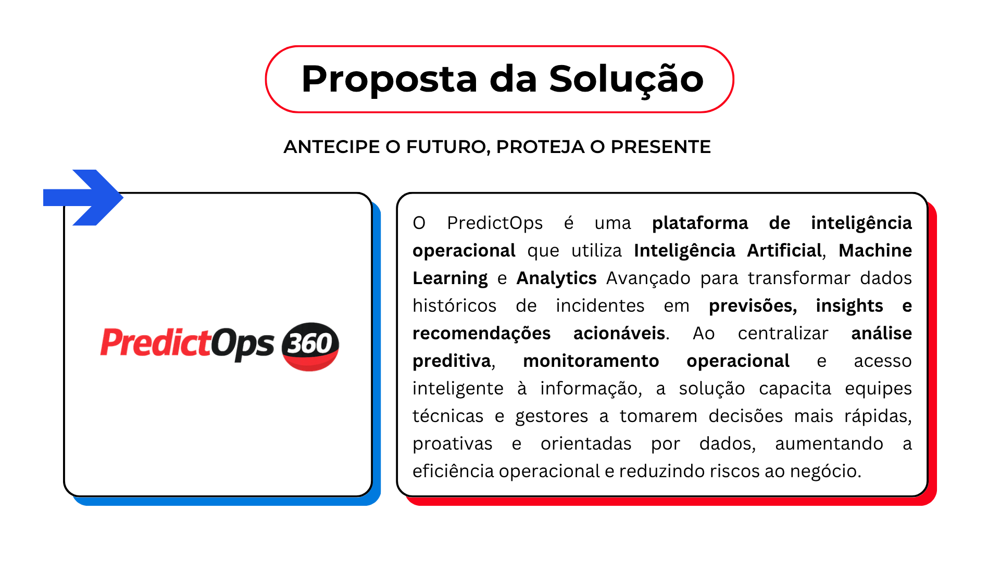 Proposta da Solução
ANTECIPE O FUTURO, PROTEJA O PRESENTE
PredictOps 360
O PredictOps é uma plataforma de inteligência
operacional que utiliza Inteligência Artificial, Machine
Learning e Analytics Avançado para transformar dados
históricos de incidentes em previsões, insights e
recomendações acionáveis. Ao centralizar análise
preditiva, monitoramento operacional e acesso
inteligente à informação, a solução capacita equipes
técnicas e gestores a tomarem decisões mais rápidas,
proativas e orientadas por dados, aumentando a
eficiência operacional e reduzindo riscos ao negócio.